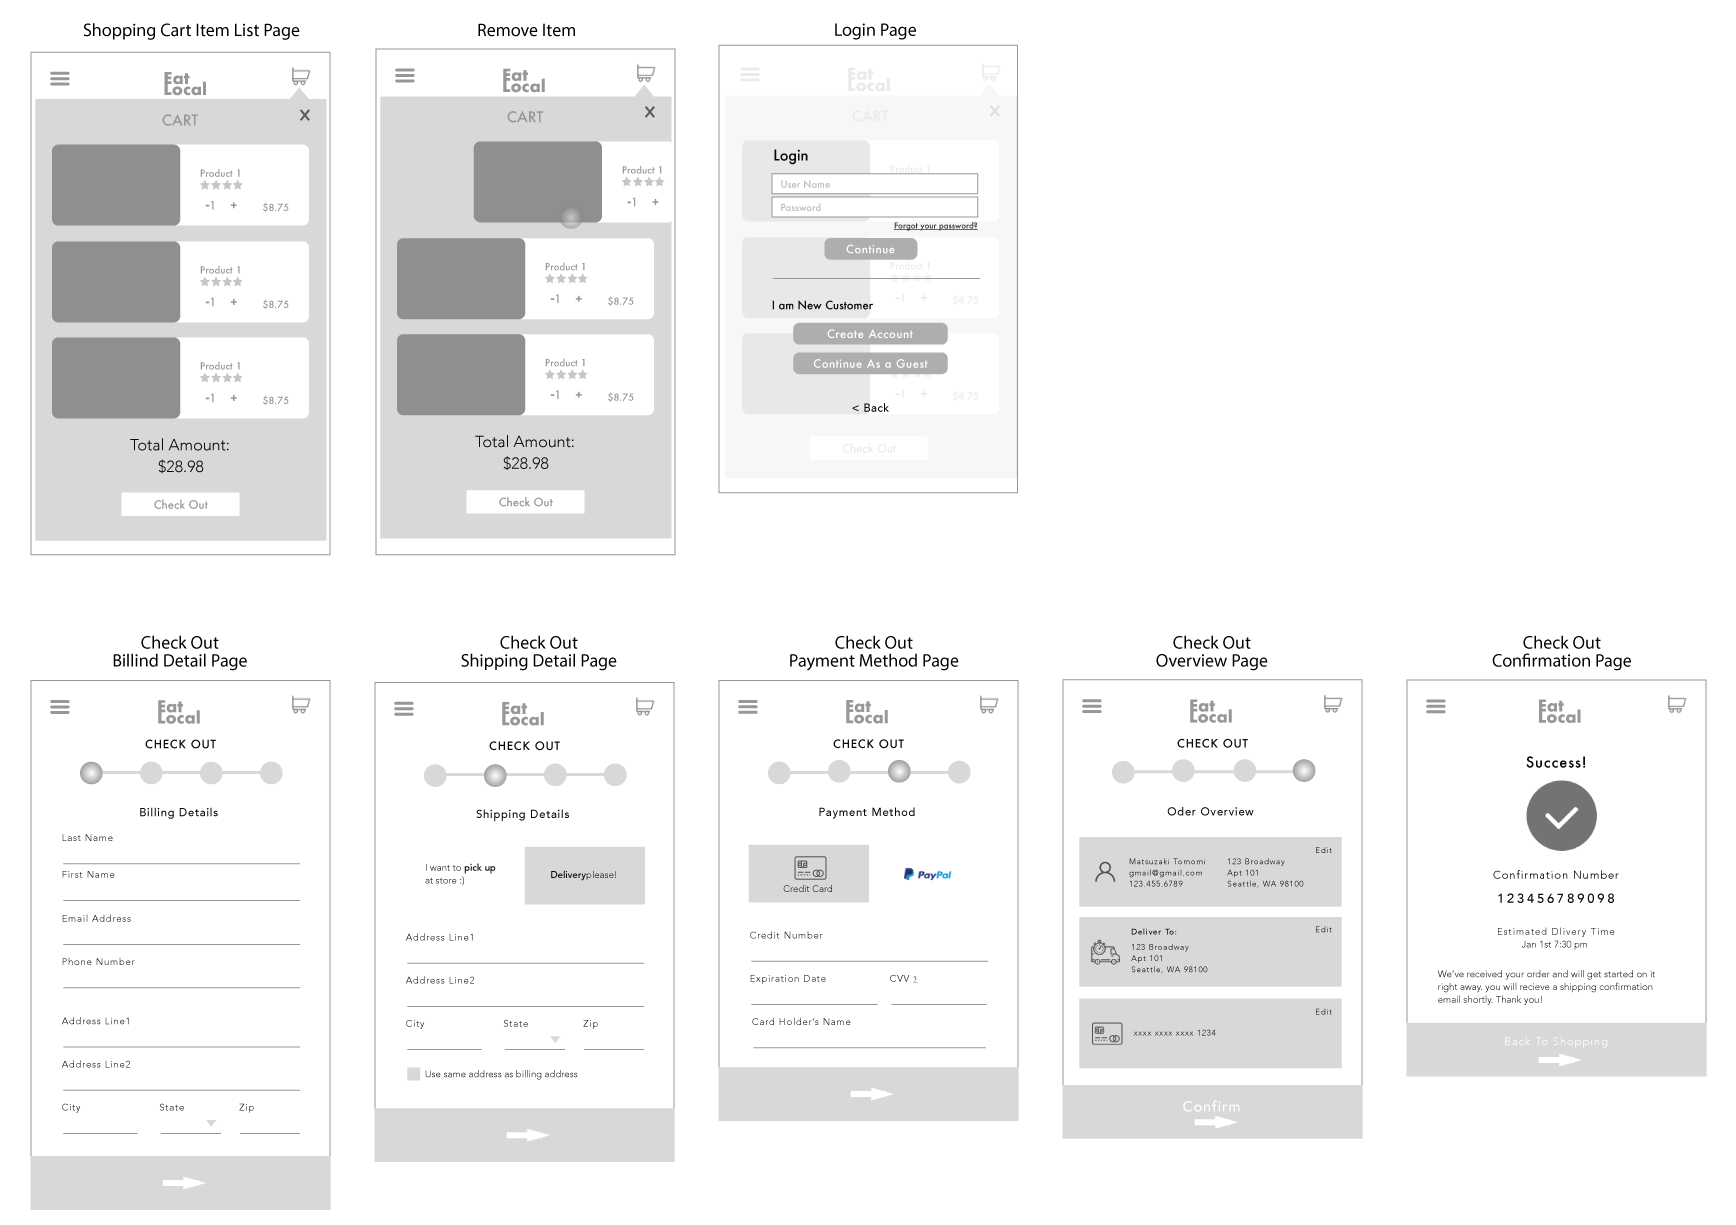 Shopping Cart Item List Page
Eat
Local
CART
X
Product 1
-1 +
$8.75
Product 1
-1 +
$8.75
Product 1
-1 +
$8.75
Total Amount:
$28.98
Check Out
Remove Item
Eat
Local
CART
X
Product 1
-1 +
Product 1
-1 +
$8.75
Product 1
-1 +
$8.75
Total Amount:
$28.98
Check Out
Login Page
Eat
Local
CART
X
Product 1
Login
User Name
Password
Forgot your password?
Continue
Product 1
-1 +
$8.75
I am New Customer
Create Account
Continue As a Guest
-1 +
$8.75
< Back
Check Out
Check Out
Billind Detail Page
Eat
Local
CHECK OUT
Billing Details
Last Name
First Name
Email Address
Phone Number
Address Line1
Address Line2
City State Zip
Check Out
Shipping Detail Page
Eat
Local
CHECK OUT
Shipping Details
I want to pick up
at store :)
Deliveryplease!
Address Line1
Address Line2
City State Zip
Use same address as billing address
Check Out
Payment Method Page
Eat
Local
CHECK OUT
Payment Method
Credit Card
PayPal
Credit Number
Expiration Date CVV ?
Card Holder's Name
Check Out
Overview Page
Eat
Local
CHECK OUT
Oder Overview
Edit
Matsuzaki Tomomi
gmail@gmail.com
123.455.6789
123 Broadway
Apt 101
Seattle, WA 98100
Edit
Deliver To:
123 Broadway
Apt 101
Seattle, WA 98100
Edit
xxxx xxxx xxxx 1234
Confirm
Check Out
Confirmation Page
Eat
Local
Success!
Confirmation Number
123456789098
Estimated Dlivery Time
Jan 1st 7:30 pm
We've received your order and will get started on it
right away. you will recieve a shipping confirmation
email shortly. Thank you!
Back To Shopping